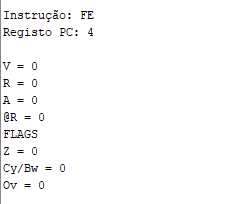 Instrução: FE
Registo PC: 4
V = 0
R = 0
A = 0
@R = 0
FLAGS
Z = 0
Cy/Bw = 0
Ov = 0